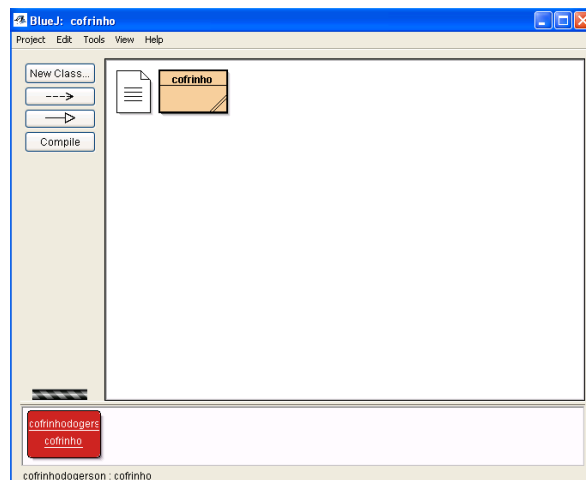 BlueJ: cofrinho
Project Edit Tools View Help
New Class...
cofrinho
Compile
cofrinhodogers
cofrinho
cofrinhodogerson : cofrinho